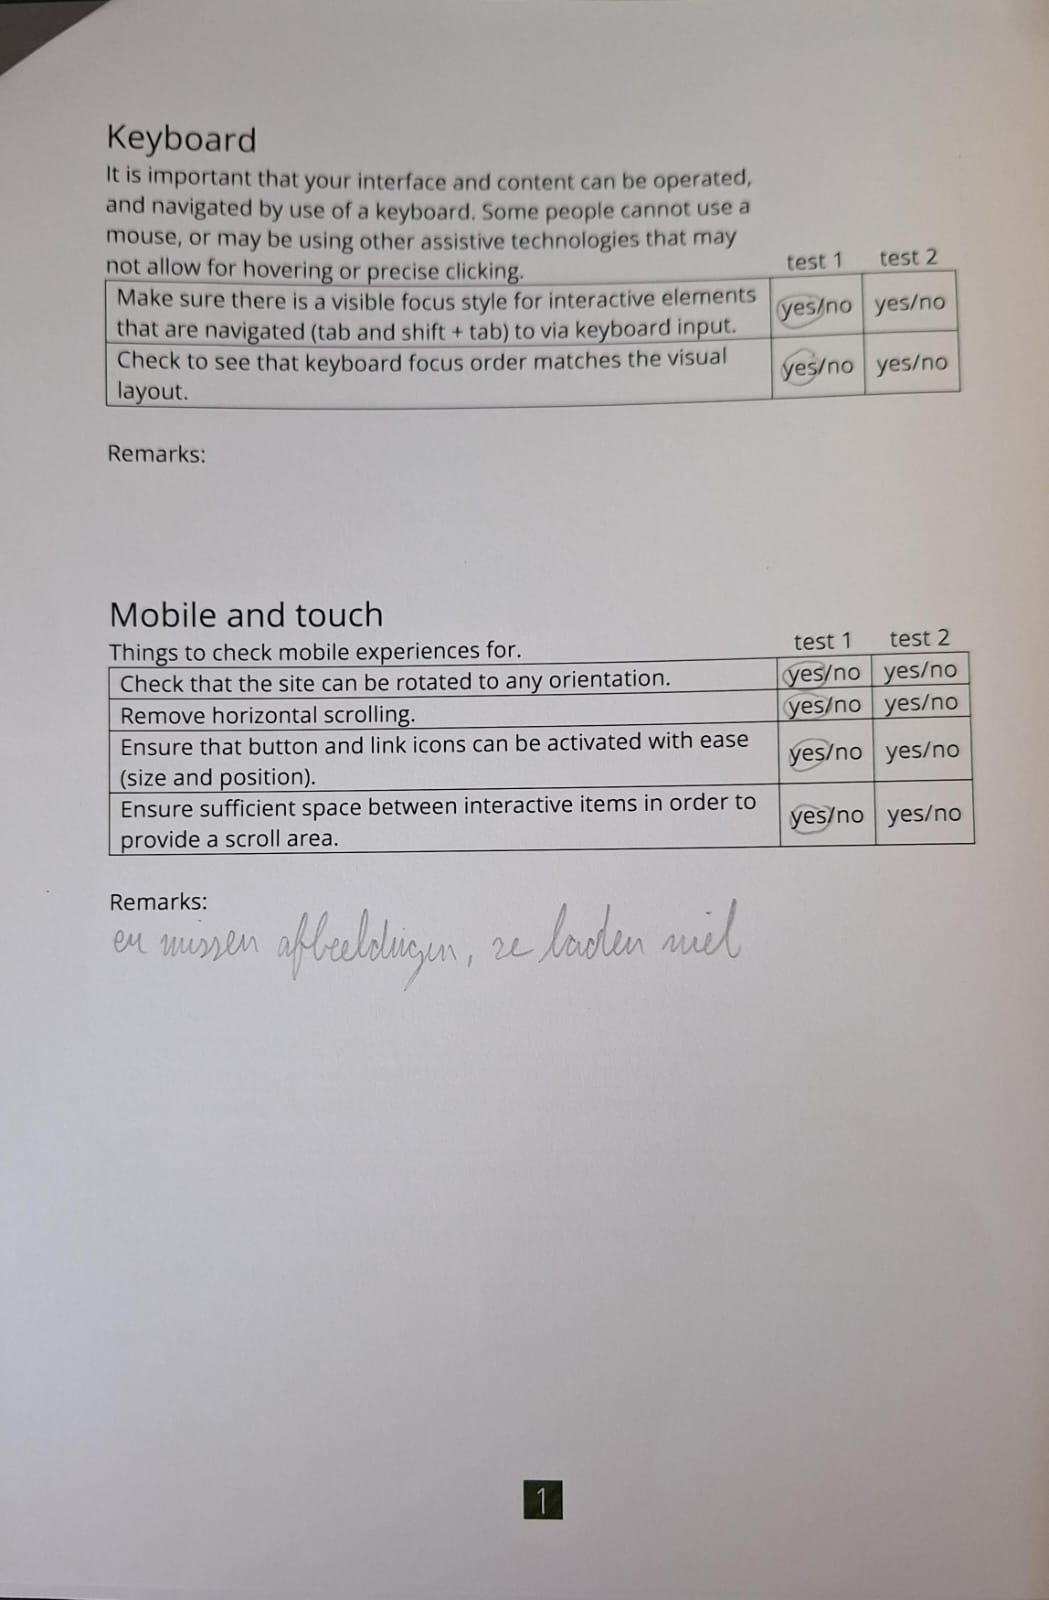 Keyboard
It is important that your interface and content can be operated,
and navigated by use of a keyboard. Some people cannot use a
mouse, or may be using other assistive technologies that may
not allow for hovering or precise clicking.
test 1 test 2
Make sure there is a visible focus style for interactive elements
that are navigated (tab and shift + tab) to via keyboard input.
yes/no yes/no
Check to see that keyboard focus order matches the visual
layout.
yes/no yes/no
Remarks:
Mobile and touch
Things to check mobile experiences for.
test 1 test 2
Check that the site can be rotated to any orientation. yes/no yes/no
Remove horizontal scrolling. yes/no yes/no
Ensure that button and link icons can be activated with ease
(size and position).
yes/no yes/no
Ensure sufficient space between interactive items in order to
provide a scroll area.
yes/no yes/no
Remarks:
er missen afbeeldingen, ze laden niet
1